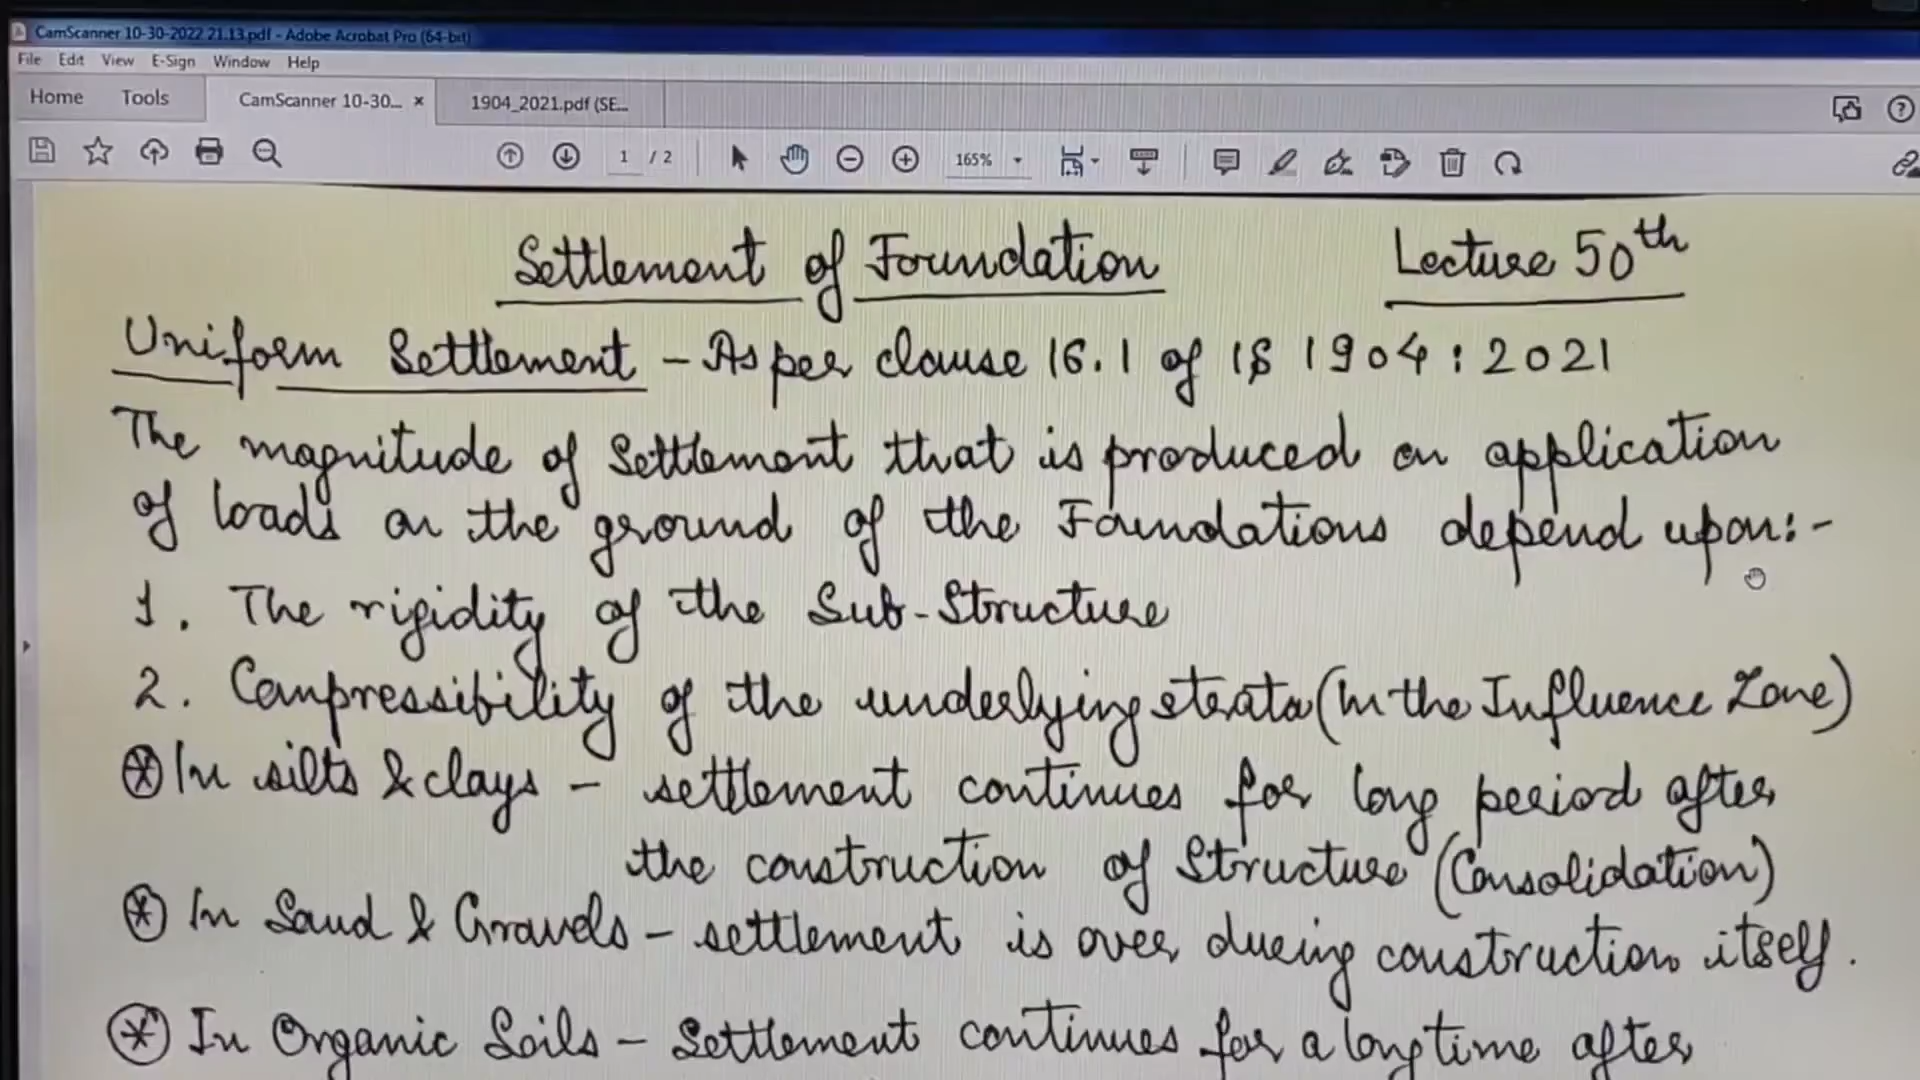 CamScanner 10-30-2022 21.13.pdf - Adobe Acrobat Pro (64-bit)
File Edit View E-Sign Window Help
Home Tools CamScanner 10-30... × 1904_2021.pdf (SE...
1 / 2 165%
Settlement of Foundation Lecture 50th
Uniform Settlement - As per clause 16.1 of IS 1904:2021
The magnitude of Settlement that is produced on application
of loads on the ground of the Foundations depend upon:-
1. The rigidity of the Sub-Structure
2. Compressibility of the underlying strata (In the Influence Zone)
* In silts & clays - settlement continues for long period after
the construction of Structure (Consolidation)
* In Sand & Gravels - settlement is over during construction itself.
* In Organic Soils - Settlement continues for a long time after